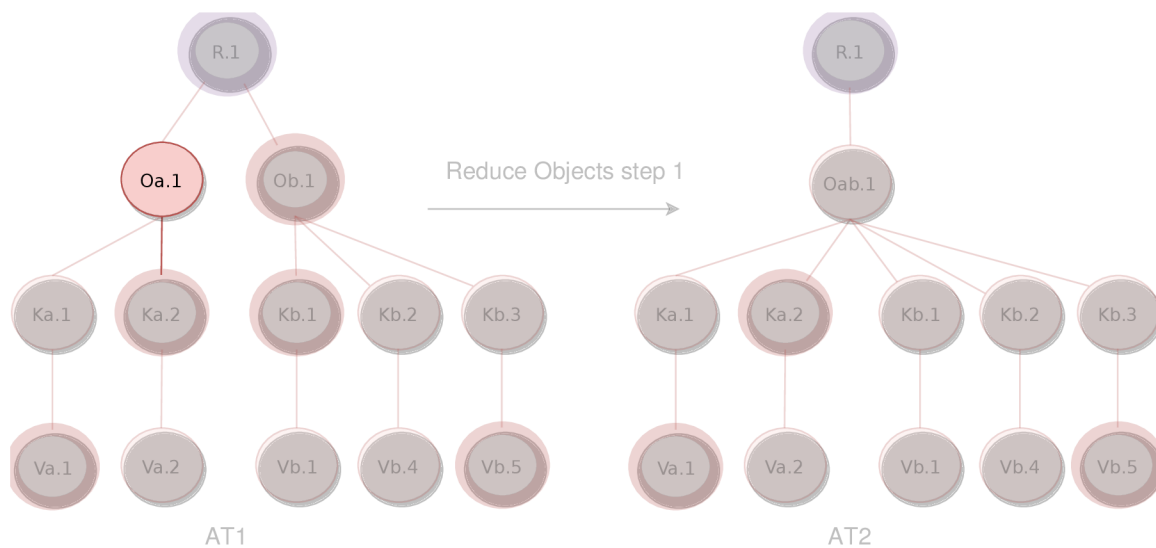 R.1 R.1
Oa.1 Ob.1 Reduce Objects step 1 Oab.1
Ka.1 Ka.2 Kb.1 Kb.2 Kb.3 Ka.1 Ka.2 Kb.1 Kb.2 Kb.3
Va.1 Va.2 Vb.1 Vb.4 Vb.5 Va.1 Va.2 Vb.1 Vb.4 Vb.5
AT1 AT2